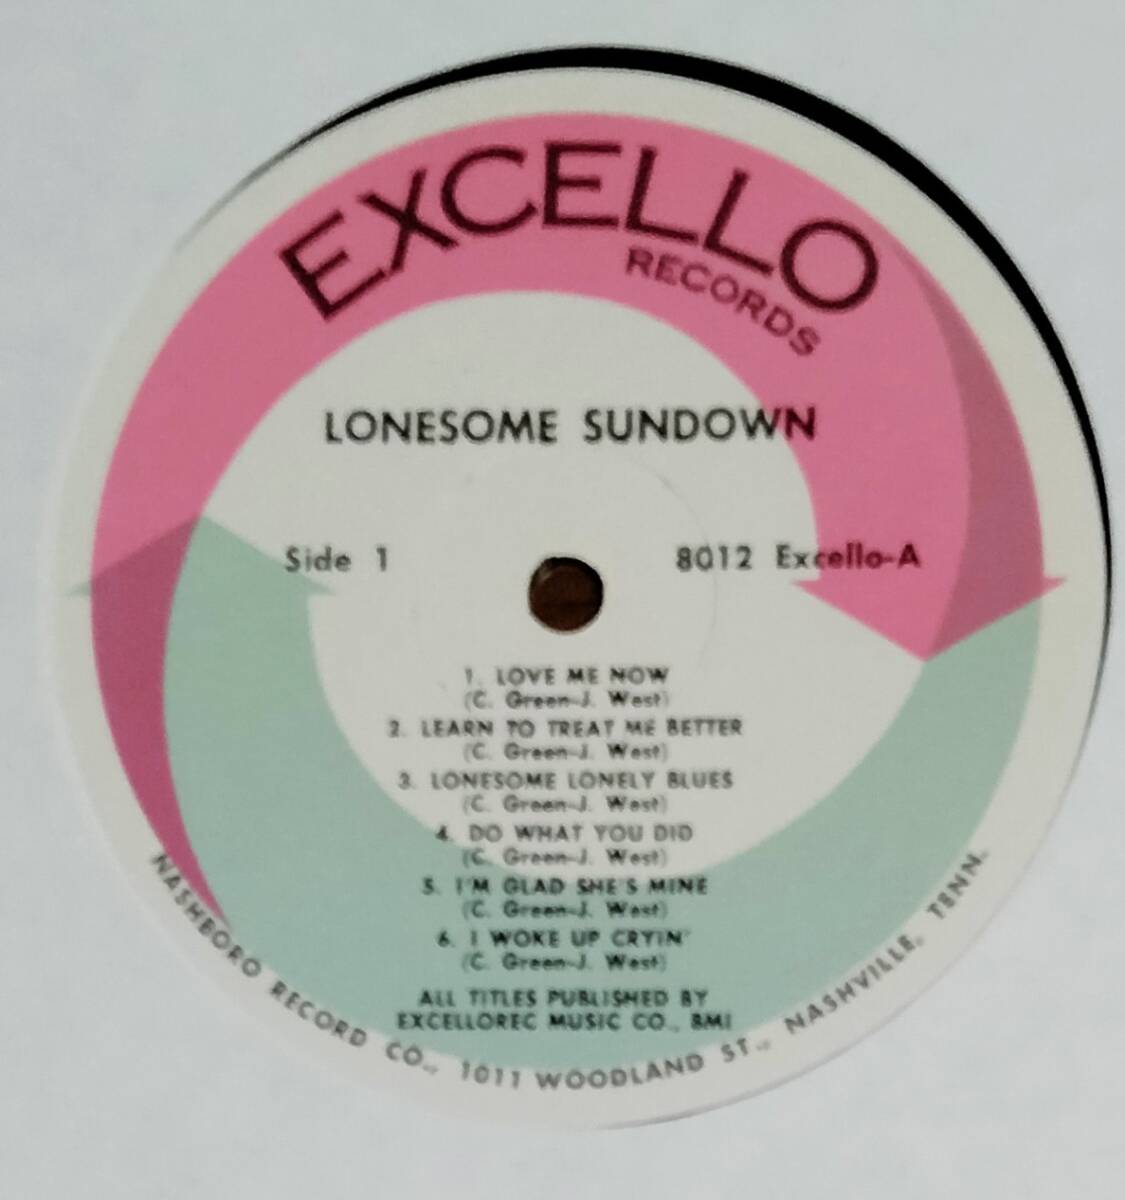 EXCELLO
RECORDS
LONESOME SUNDOWN
Side 1
8012 Excello-A
1. LOVE ME NOW
(C. Green-J. West)
2. LEARN TO TREAT ME BETTER
(C. Green-J. West)
3. LONESOME LONELY BLUES
(C. Green-J. West)
4. DO WHAT YOU DID
(C. Green-J. West)
5. I'M GLAD SHE'S MINE
(C. Green-J. West)
6. I WOKE UP CRYIN'
(C. Green-J. West)
ALL TITLES PUBLISHED BY
EXCELLOREC MUSIC CO., BMI
NASHBORO RECORD CO., 1011 WOODLAND ST., NASHVILLE, TENN.